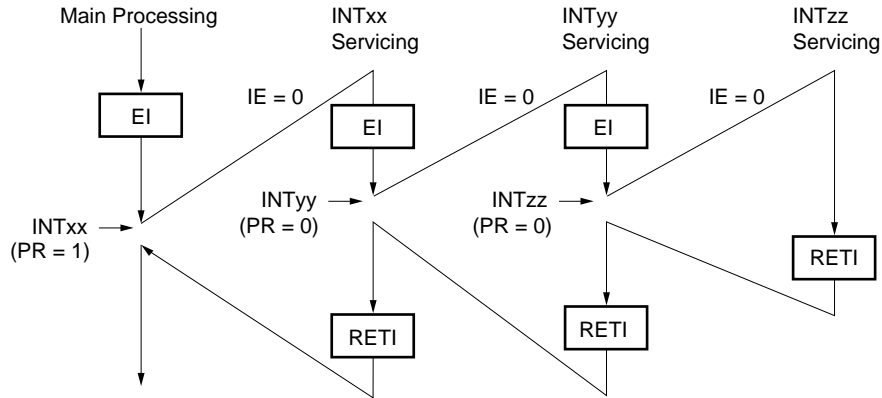 Main Processing
INTxx
Servicing
INTyy
Servicing
INTzz
Servicing
IE = 0
IE = 0
IE = 0
EI
EI
EI
INTxx
(PR = 1)
INTyy
(PR = 0)
INTzz
(PR = 0)
RETI
RETI
RETI